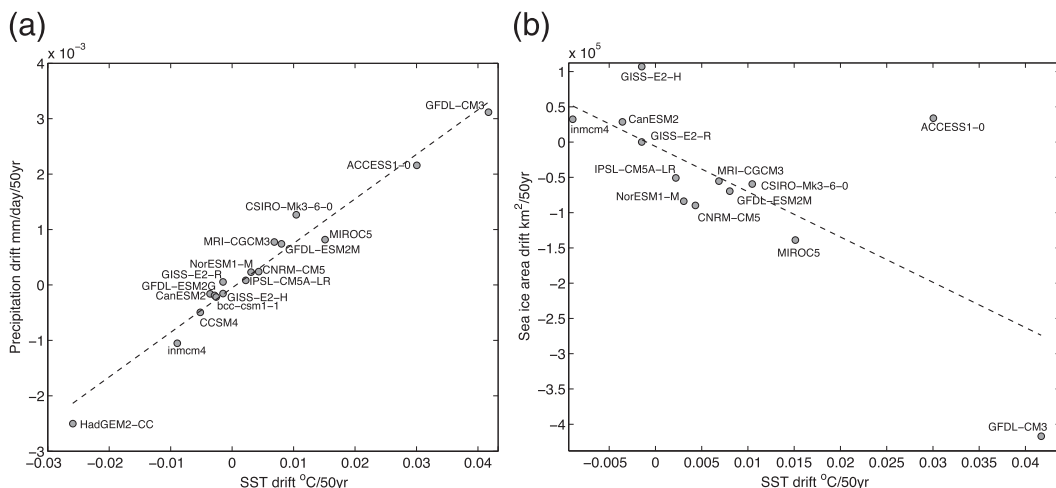 (a)
x 10⁻³
4
3
2
1
0
−1
−2
−3
Precipitation drift mm/day/50yr
GFDL−CM3
ACCESS1−0
CSIRO−Mk3−6−0
MIROC5
MRI−CGCM3
GFDL−ESM2M
NorESM1−M
CNRM−CM5
GISS−E2−R
IPSL−CM5A−LR
GFDL−ESM2G
CanESM2
GISS−E2−H
bcc−csm1−1
CCSM4
inmcm4
HadGEM2−CC
−0.03 −0.02 −0.01 0 0.01 0.02 0.03 0.04
SST drift °C/50yr
(b)
x 10⁵
1
0.5
0
−0.5
−1
−1.5
−2
−2.5
−3
−3.5
−4
Sea ice area drift km²/50yr
GISS−E2−H
CanESM2
inmcm4
ACCESS1−0
GISS−E2−R
IPSL−CM5A−LR
MRI−CGCM3
CSIRO−Mk3−6−0
NorESM1−M
GFDL−ESM2M
CNRM−CM5
MIROC5
GFDL−CM3
−0.005 0 0.005 0.01 0.015 0.02 0.025 0.03 0.035 0.04
SST drift °C/50yr